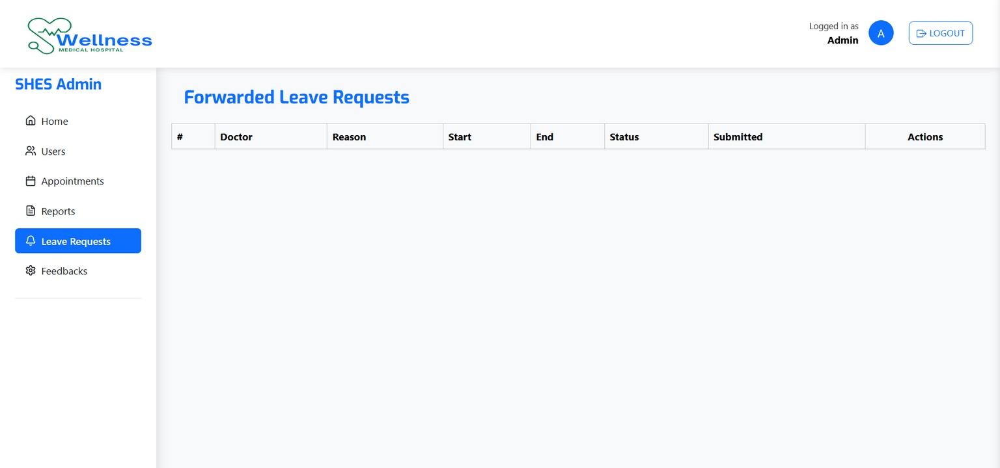 Wellness
MEDICAL HOSPITAL
Logged in as
Admin
A
LOGOUT
SHES Admin
Home
Users
Appointments
Reports
Leave Requests
Feedbacks
Forwarded Leave Requests
# Doctor Reason Start End Status Submitted Actions